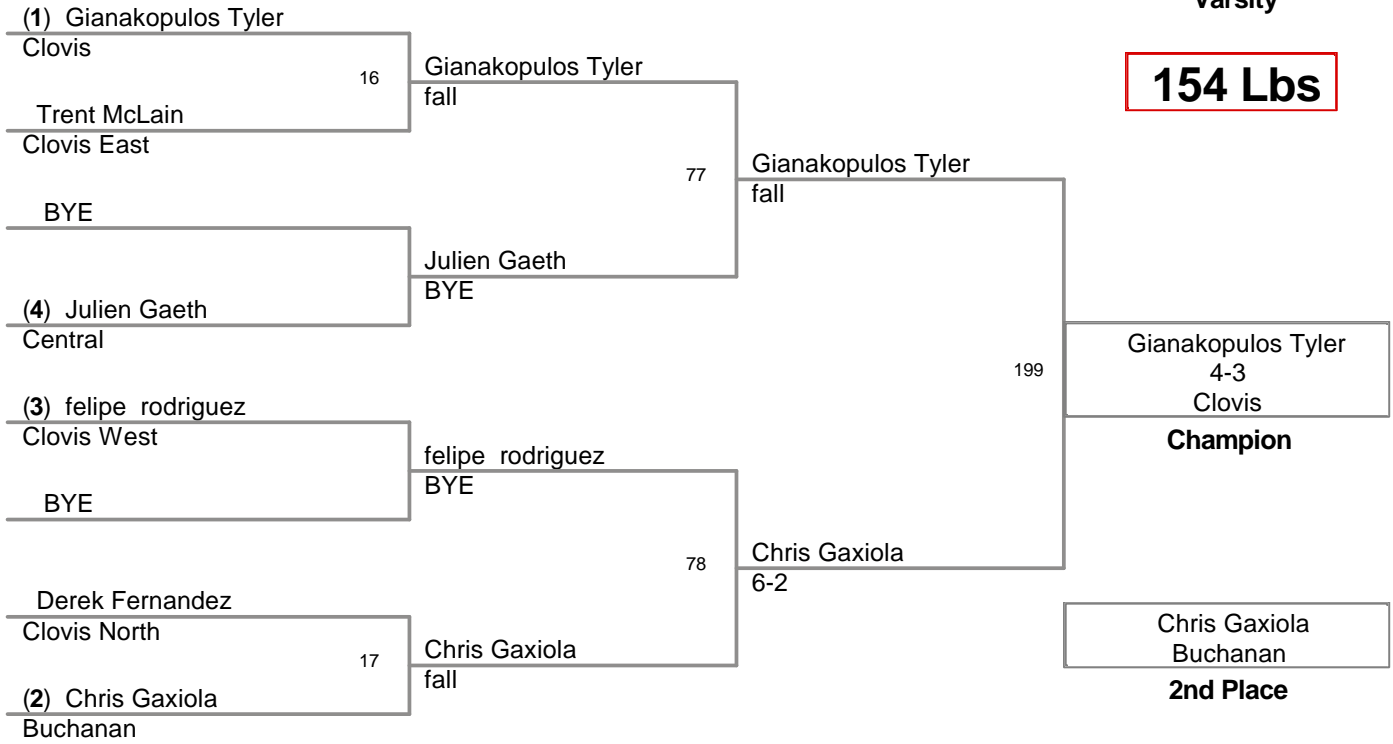 Varsity
154 Lbs
(1) Gianakopulos Tyler
Clovis
16
Trent McLain
Clovis East
BYE
(4) Julien Gaeth
Central
(3) felipe rodriguez
Clovis West
BYE
Derek Fernandez
Clovis North
17
(2) Chris Gaxiola
Buchanan
Gianakopulos Tyler
fall
77
Julien Gaeth
BYE
felipe rodriguez
BYE
78
Chris Gaxiola
fall
Gianakopulos Tyler
fall
199
Chris Gaxiola
6-2
Gianakopulos Tyler
4-3
Clovis
Champion
Chris Gaxiola
Buchanan
2nd Place